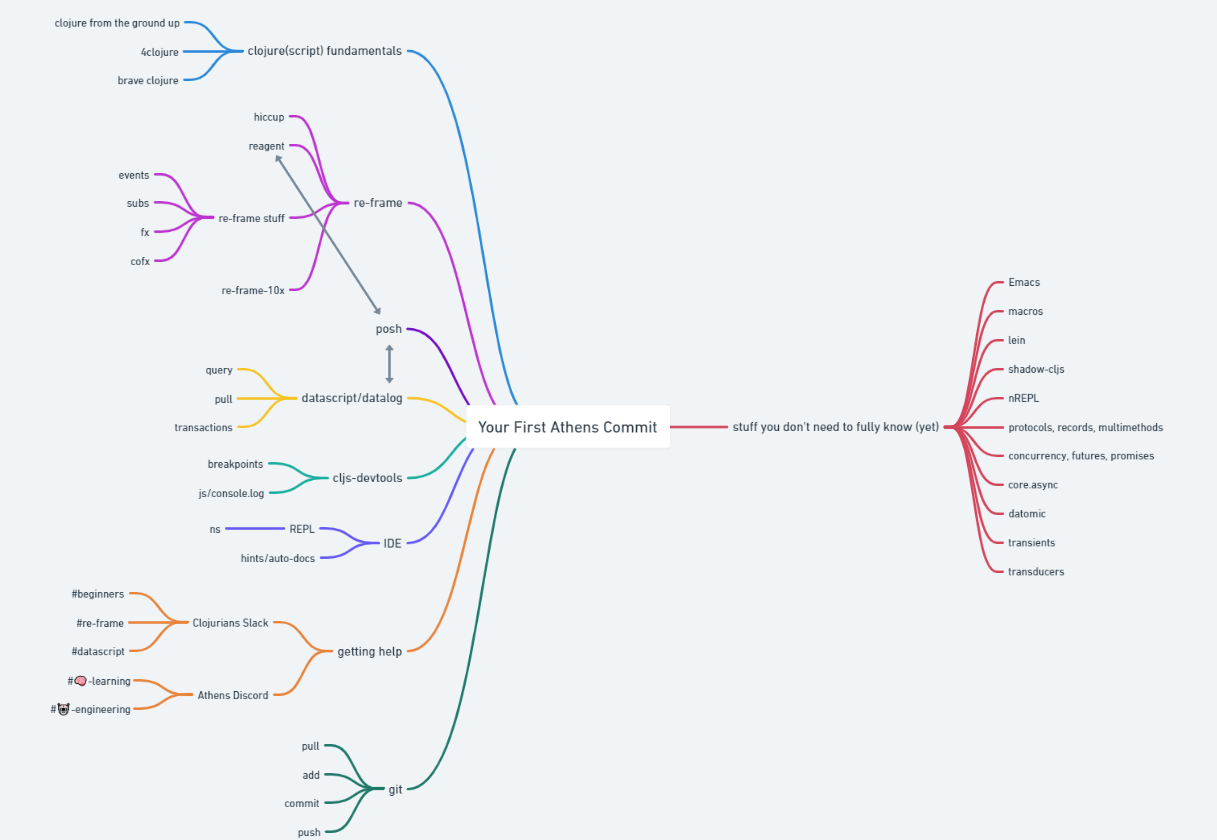 clojure from the ground up
4clojure
brave clojure
clojure(script) fundamentals
hiccup
reagent
events
subs
fx
cofx
re-frame stuff
re-frame-10x
re-frame
posh
query
pull
transactions
datascript/datalog
breakpoints
js/console.log
cljs-devtools
ns
REPL
hints/auto-docs
IDE
#beginners
#re-frame
#datascript
Clojurians Slack
#🧠-learning
#-engineering
Athens Discord
getting help
pull
add
commit
push
git
Your First Athens Commit
stuff you don't need to fully know (yet)
Emacs
macros
lein
shadow-cljs
nREPL
protocols, records, multimethods
concurrency, futures, promises
core.async
datomic
transients
transducers